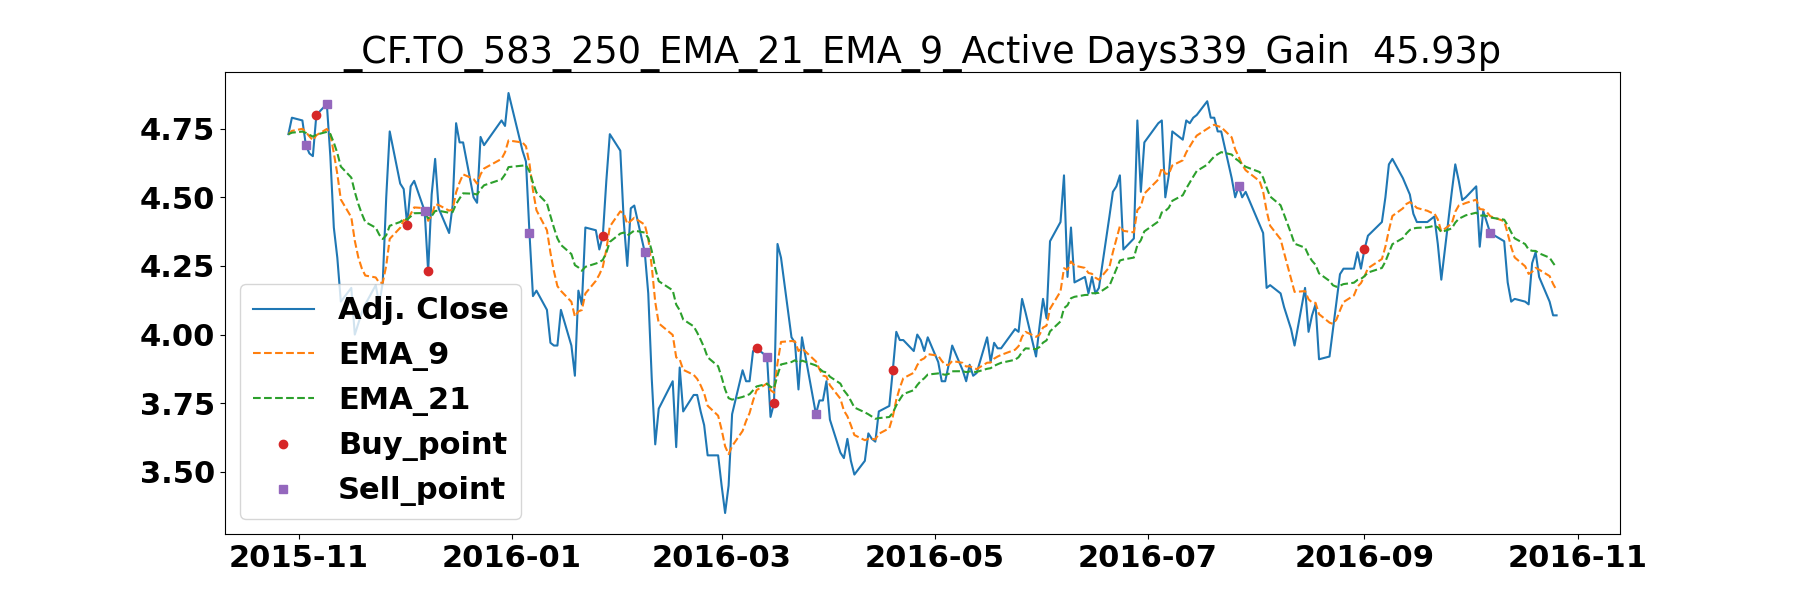 _CF.TO_583_250_EMA_21_EMA_9_Active Days339_Gain  45.93p
4.75
4.50
4.25
4.00
3.75
3.50
Adj. Close
EMA_9
EMA_21
Buy_point
Sell_point
2015-11 2016-01 2016-03 2016-05 2016-07 2016-09 2016-11